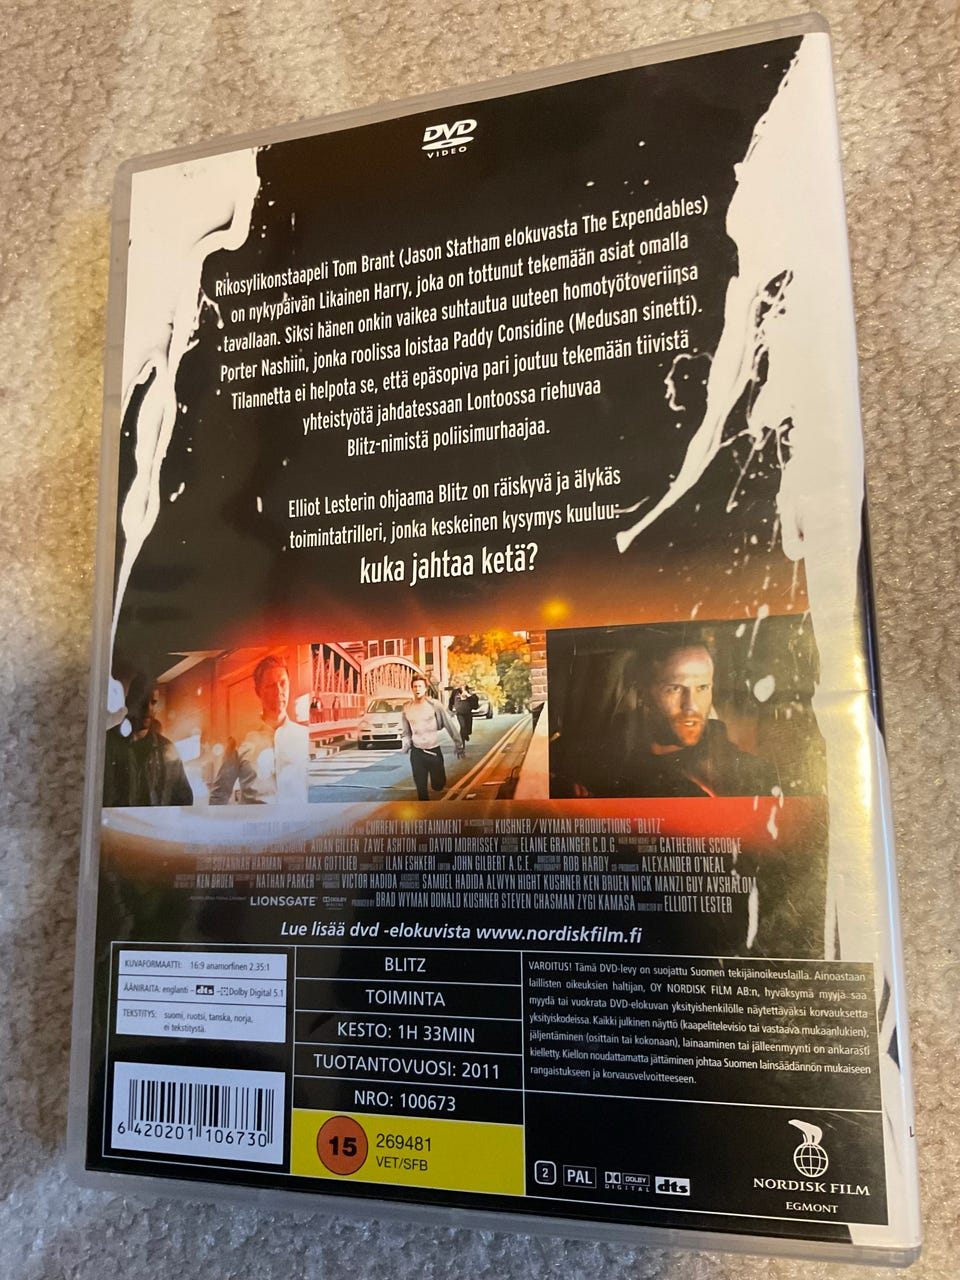 DVD
VIDEO
Rikosylikonstaapeli Tom Brant (Jason Statham elokuvasta The Expendables)
on nykypäivän Likainen Harry, joka on tottunut tekemään asiat omalla
tavallaan. Siksi hänen onkin vaikea suhtautua uuteen homotyötoveriinsa
Porter Nashiin, jonka roolissa loistaa Paddy Considine (Medusan sinetti).
Tilannetta ei helpota se, että epäsopiva pari joutuu tekemään tiivistä
yhteistyötä jahdatessaan Lontoossa riehuvaa
Blitz-nimistä poliisimurhaajaa.
Elliot Lesterin ohjaama Blitz on räiskyvä ja älykäs
toimintatrilleri, jonka keskeinen kysymys kuuluu:
kuka jahtaa ketä?
CURRENT ENTERTAINMENT KUSHNER/WYMAN PRODUCTIONS "BLITZ"
AIDAN GILLEN ZAWE ASHTON AND DAVID MORRISSEY ELAINE GRAINGER C.D.G. CATHERINE SCOBLE
SUZANNAH HARMAN MAX GOTTLIEB ILAN ESHKERI JOHN GILBERT A.C.E. ROB HARDY ALEXANDER O'NEAL
KEN BRUEN NATHAN PARKER VICTOR HADIDA SAMUEL HADIDA ALWYN HIGHT KUSHNER KEN BRUEN NICK MANZI GUY AVSHALOM
LIONSGATE DOLBY DIGITAL PRODUCED BY BRAD WYMAN DONALD KUSHNER STEVEN CHASMAN ZYGI KAMASA DIRECTED BY ELLIOTT LESTER
Lue lisää dvd -elokuvista www.nordiskfilm.fi
KUVAFORMAATTI: 16:9 anamorfinen 2.35:1
ÄÄNIRAITA: englanti – dts – Dolby Digital 5.1
TEKSTITYS: suomi, ruotsi, tanska, norja,
ei tekstitystä.
6 420201 106730
BLITZ
TOIMINTA
KESTO: 1H 33MIN
TUOTANTOVUOSI: 2011
NRO: 100673
15 269481
VET/SFB
VAROITUS! Tämä DVD-levy on suojattu Suomen tekijäinoikeuslailla. Ainoastaan
laillisten oikeuksien haltijan, OY NORDISK FILM AB:n, hyväksymä myyjä saa
myydä tai vuokrata DVD-elokuvan yksityishenkilölle näytettäväksi korvauksetta
yksityiskodeissa. Kaikki julkinen näyttö (kaapelitelevisio tai vastaava mukaanlukien),
jäljentäminen (osittain tai kokonaan), lainaaminen tai jälleenmyynti on ankarasti
kielletty. Kiellon noudattamatta jättäminen johtaa Suomen lainsäädännön mukaiseen
rangaistukseen ja korvausvelvoitteeseen.
2 PAL DOLBY DIGITAL dts
NORDISK FILM
EGMONT